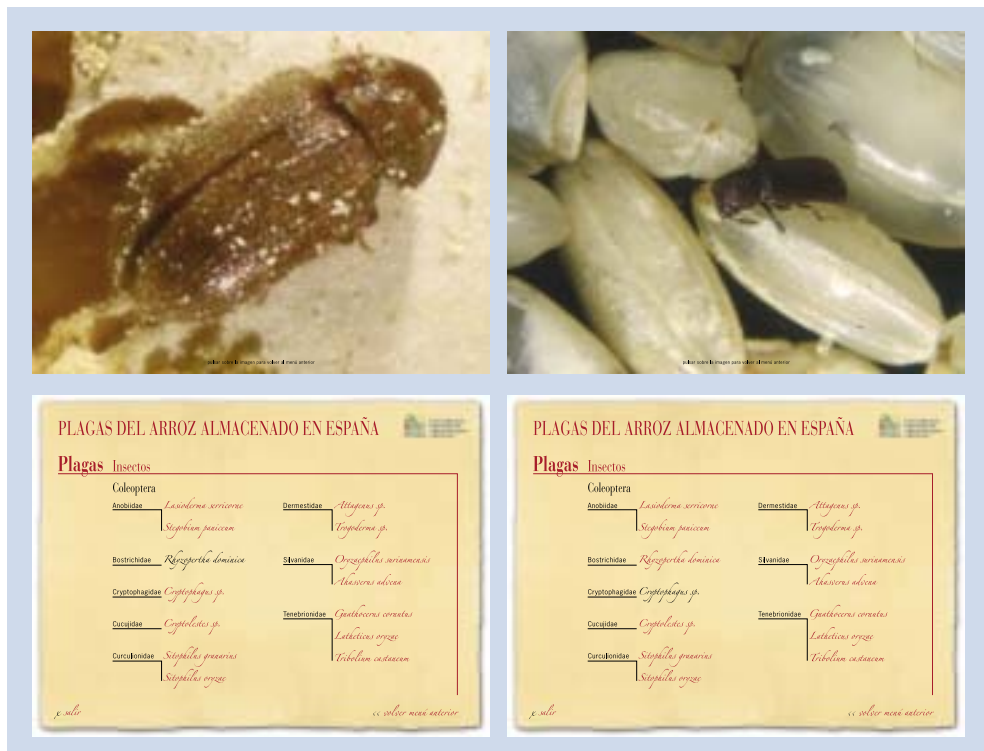 pulsar sobre la imagen para volver al menú anterior
pulsar sobre la imagen para volver al menú anterior
PLAGAS DEL ARROZ ALMACENADO EN ESPAÑA
Plagas Insectos
Coleoptera
Anobiidae Lasioderma serricorne
Stegobium paniceum
Bostrichidae Rhyzopertha dominica
Cryptophagidae Cryptophagus sp.
Cucujidae Cryptolestes sp.
Curculionidae Sitophilus granarius
Sitophilus oryzae
Dermestidae Attagenus sp.
Trogoderma sp.
Silvanidae Oryzaephilus surinamensis
Ahasverus advena
Tenebrionidae Gnathocerus cornutus
Latheticus oryzae
Tribolium castaneum
x salir
<< volver menú anterior
PLAGAS DEL ARROZ ALMACENADO EN ESPAÑA
Plagas Insectos
Coleoptera
Anobiidae Lasioderma serricorne
Stegobium paniceum
Bostrichidae Rhyzopertha dominica
Cryptophagidae Cryptophagus sp.
Cucujidae Cryptolestes sp.
Curculionidae Sitophilus granarius
Sitophilus oryzae
Dermestidae Attagenus sp.
Trogoderma sp.
Silvanidae Oryzaephilus surinamensis
Ahasverus advena
Tenebrionidae Gnathocerus cornutus
Latheticus oryzae
Tribolium castaneum
x salir
<< volver menú anterior